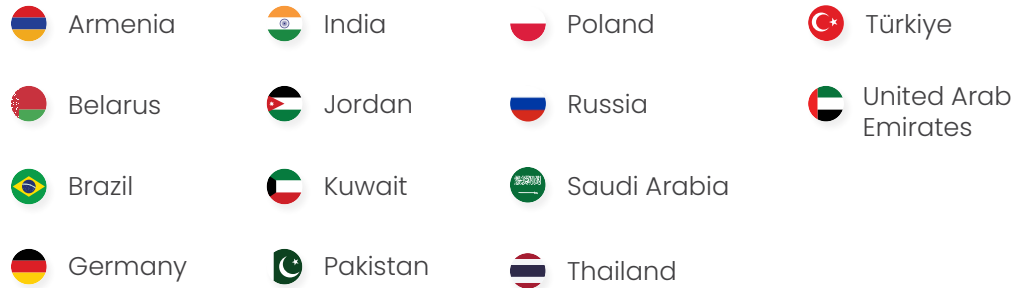 Armenia
Belarus
Brazil
Germany
India
Jordan
Kuwait
Pakistan
Poland
Russia
Saudi Arabia
Thailand
Türkiye
United Arab
Emirates